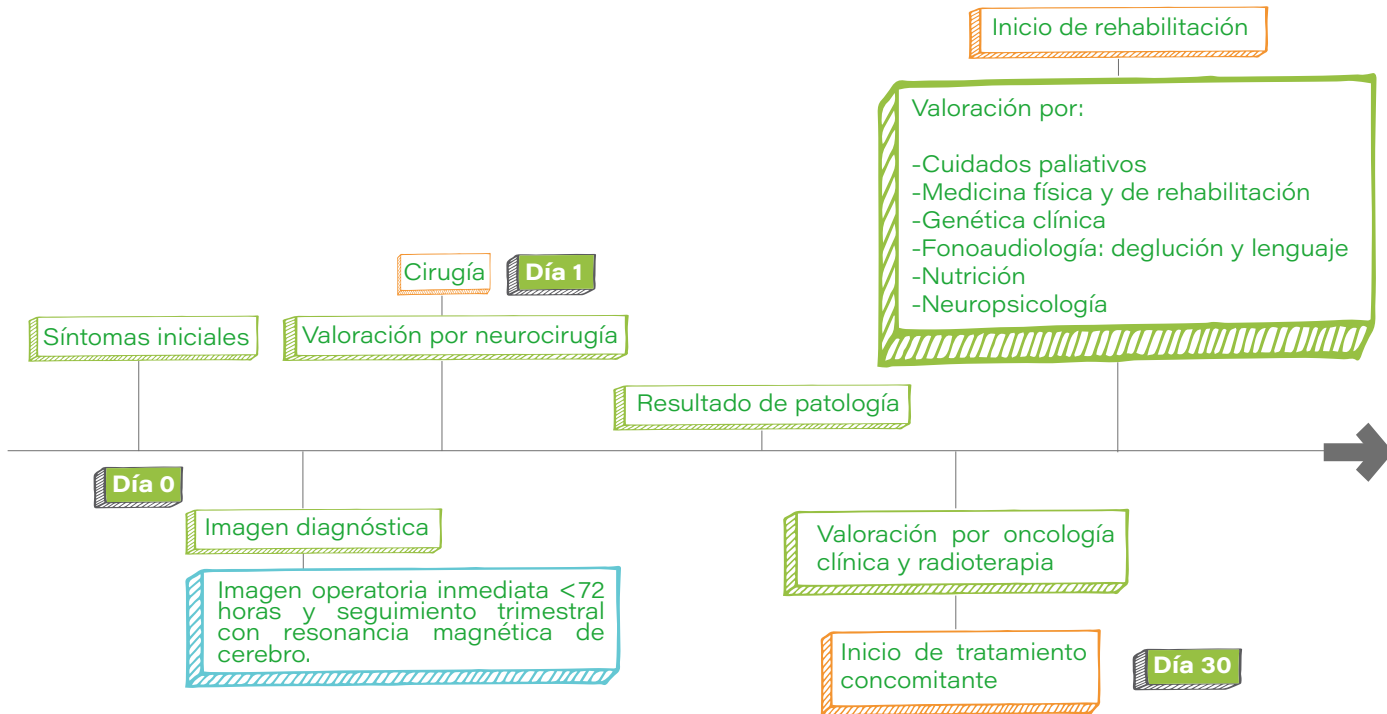 Inicio de rehabilitación
Valoración por:
-Cuidados paliativos
-Medicina física y de rehabilitación
-Genética clínica
-Fonoaudiología: deglución y lenguaje
-Nutrición
-Neuropsicología
Cirugía
Día 1
Síntomas iniciales
Valoración por neurocirugía
Resultado de patología
Día 0
Imagen diagnóstica
Imagen operatoria inmediata <72
horas y seguimiento trimestral
con resonancia magnética de
cerebro.
Valoración por oncología
clínica y radioterapia
Inicio de tratamiento
concomitante
Día 30